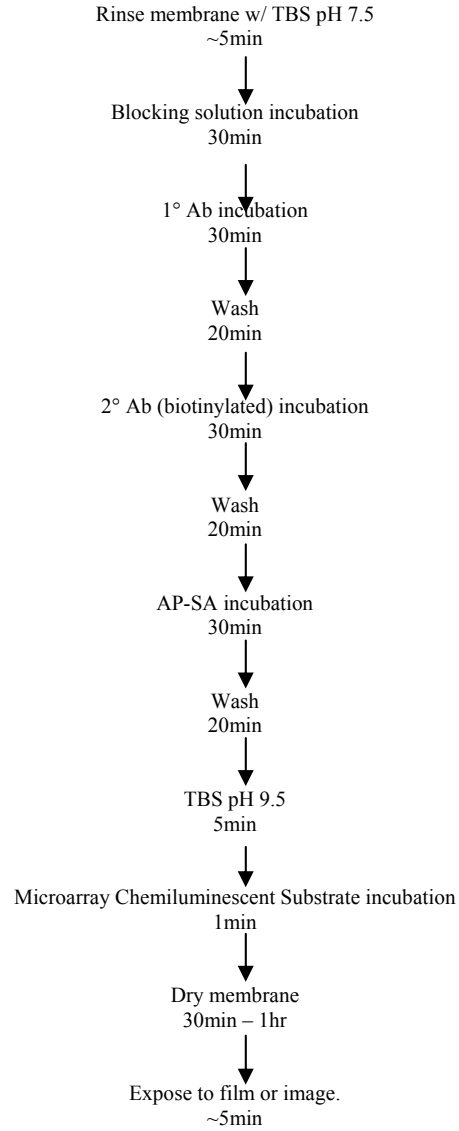 Rinse membrane w/ TBS pH 7.5
~5min
Blocking solution incubation
30min
1° Ab incubation
30min
Wash
20min
2° Ab (biotinylated) incubation
30min
Wash
20min
AP-SA incubation
30min
Wash
20min
TBS pH 9.5
5min
Microarray Chemiluminescent Substrate incubation
1min
Dry membrane
30min – 1hr
Expose to film or image.
~5min